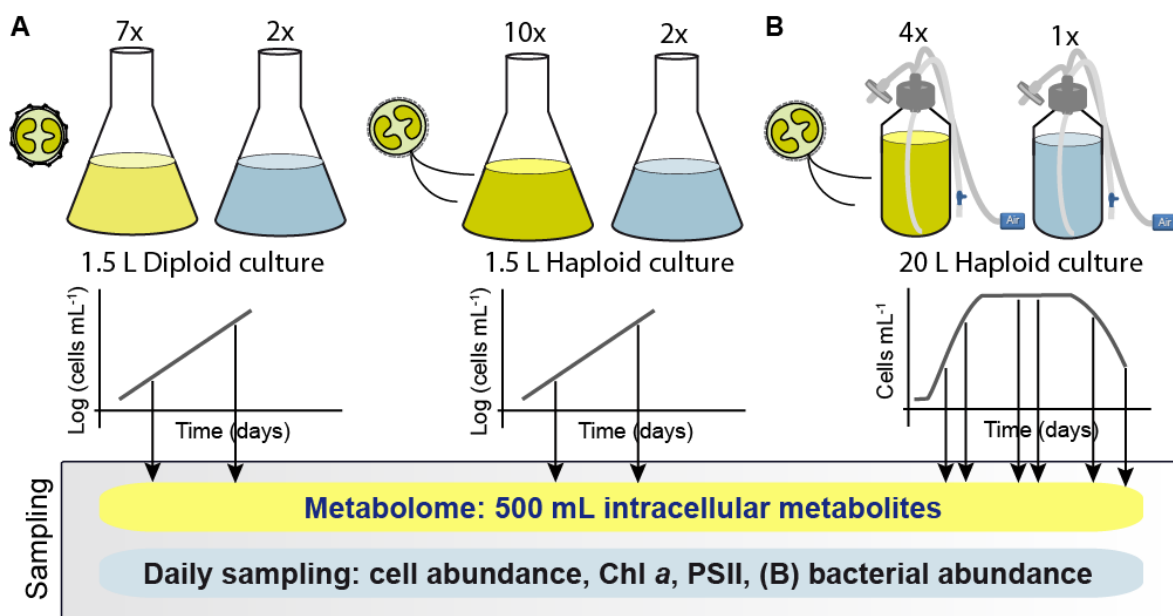 A
7x
2x
10x
2x
B
4x
1x
Air
Air
1.5 L Diploid culture
1.5 L Haploid culture
20 L Haploid culture
Log (cells mL⁻¹)
Time (days)
Log (cells mL⁻¹)
Time (days)
Cells mL⁻¹
Time (days)
Sampling
Metabolome: 500 mL intracellular metabolites
Daily sampling: cell abundance, Chl a, PSII, (B) bacterial abundance